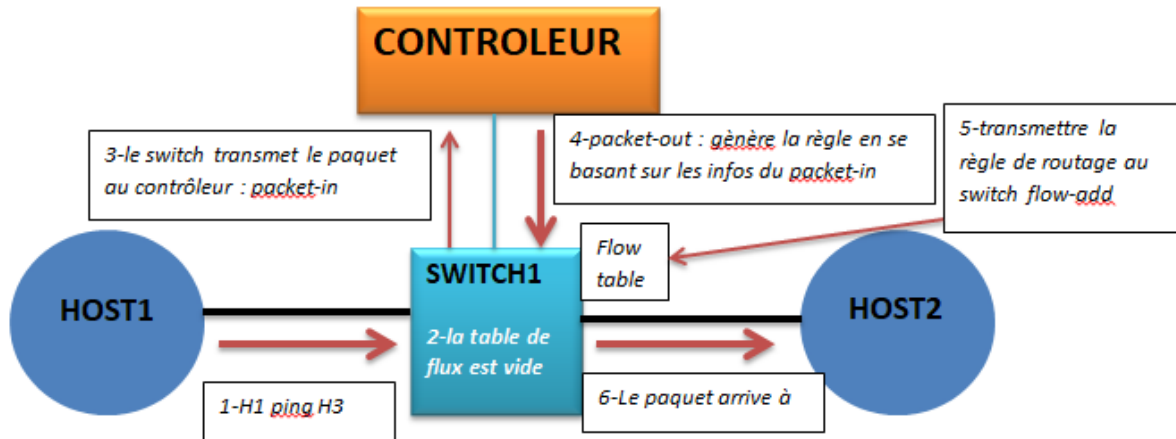 CONTROLEUR
3-le switch transmet le paquet
au contrôleur : packet-in
4-packet-out : gènère la règle en se
basant sur les infos du packet-in
5-transmettre la
règle de routage au
switch flow-add
HOST1
SWITCH1
2-la table de
flux est vide
Flow
table
HOST2
1-H1 ping H3
6-Le paquet arrive à